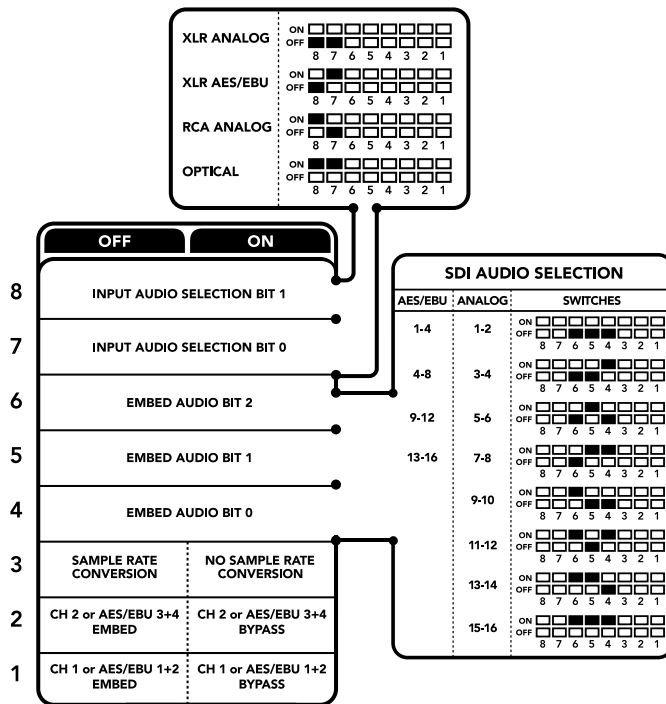 XLR ANALOG
ON
OFF
8 7 6 5 4 3 2 1
XLR AES/EBU
ON
OFF
8 7 6 5 4 3 2 1
RCA ANALOG
ON
OFF
8 7 6 5 4 3 2 1
OPTICAL
ON
OFF
8 7 6 5 4 3 2 1
OFF ON
8 INPUT AUDIO SELECTION BIT 1
7 INPUT AUDIO SELECTION BIT 0
6 EMBED AUDIO BIT 2
5 EMBED AUDIO BIT 1
4 EMBED AUDIO BIT 0
3 SAMPLE RATE CONVERSION NO SAMPLE RATE CONVERSION
2 CH 2 or AES/EBU 3+4 EMBED CH 2 or AES/EBU 3+4 BYPASS
1 CH 1 or AES/EBU 1+2 EMBED CH 1 or AES/EBU 1+2 BYPASS
SDI AUDIO SELECTION
AES/EBU ANALOG SWITCHES
1-4 1-2
ON
OFF
8 7 6 5 4 3 2 1
4-8 3-4
ON
OFF
8 7 6 5 4 3 2 1
9-12 5-6
ON
OFF
8 7 6 5 4 3 2 1
13-16 7-8
ON
OFF
8 7 6 5 4 3 2 1
9-10
ON
OFF
8 7 6 5 4 3 2 1
11-12
ON
OFF
8 7 6 5 4 3 2 1
13-14
ON
OFF
8 7 6 5 4 3 2 1
15-16
ON
OFF
8 7 6 5 4 3 2 1